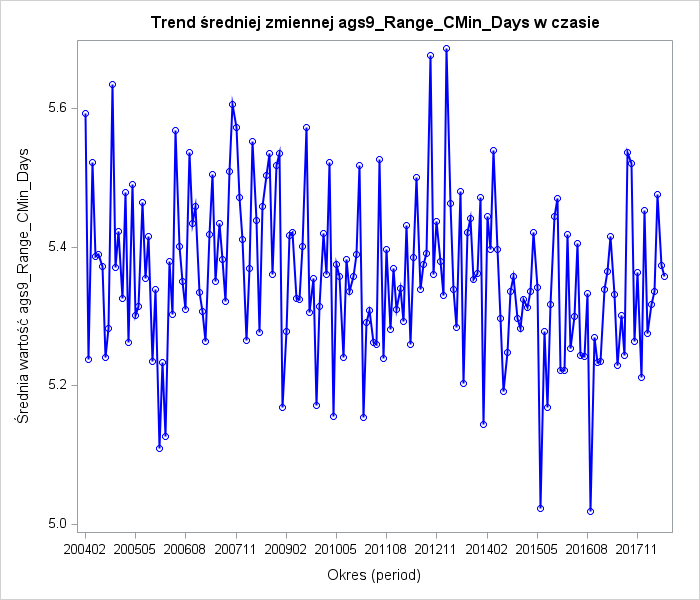 Trend średniej zmiennej ags9_Range_CMin_Days w czasie
Średnia wartość ags9_Range_CMin_Days
5.6
5.4
5.2
5.0
200402 200505 200608 200711 200902 201005 201108 201211 201402 201505 201608 201711
Okres (period)